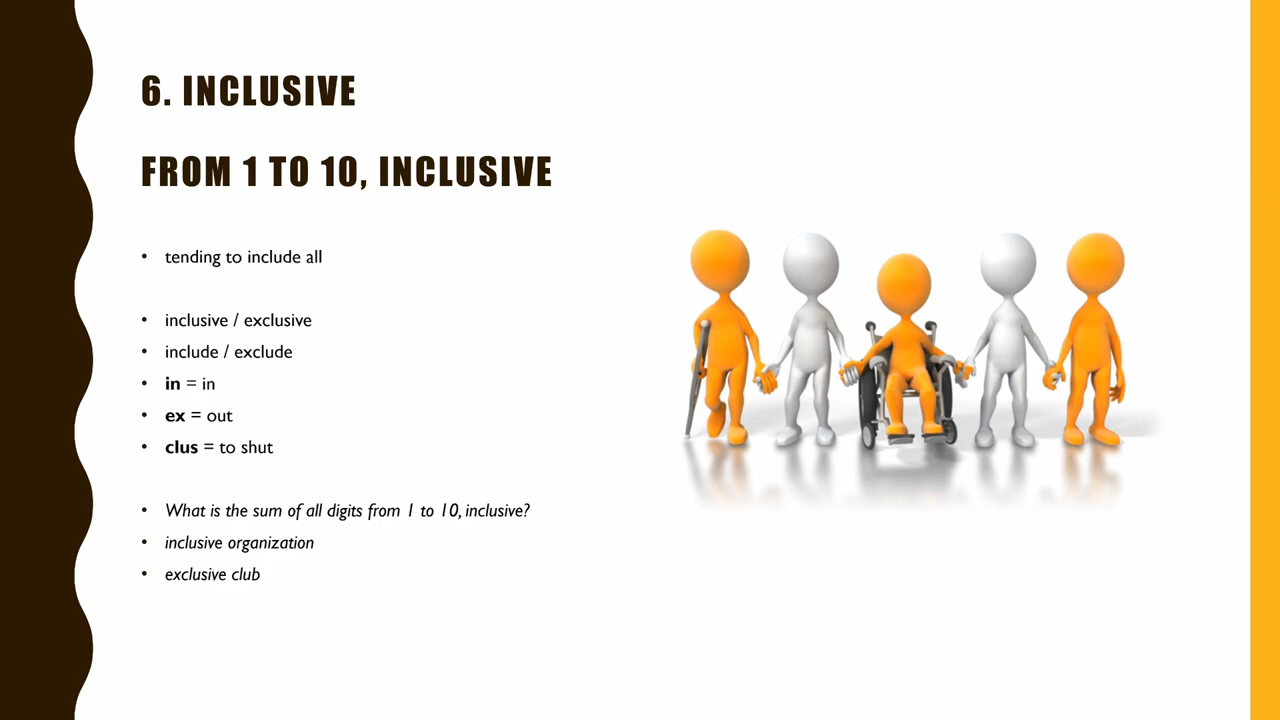 6. INCLUSIVE
FROM 1 TO 10, INCLUSIVE
• tending to include all
• inclusive / exclusive
• include / exclude
• in = in
• ex = out
• clus = to shut
• What is the sum of all digits from 1 to 10, inclusive?
• inclusive organization
• exclusive club